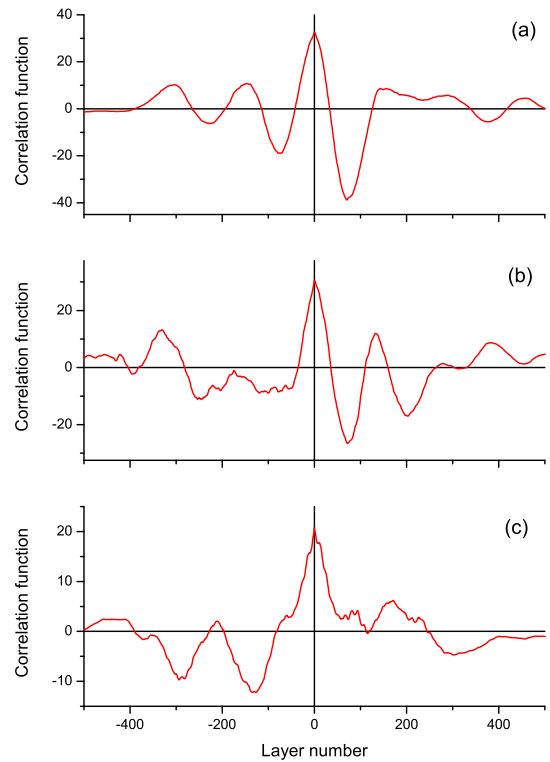 (a)
Correlation function
40
20
0
-20
-40
(b)
Correlation function
20
0
-20
(c)
Correlation function
20
10
0
-10
-400 -200 0 200 400
Layer number